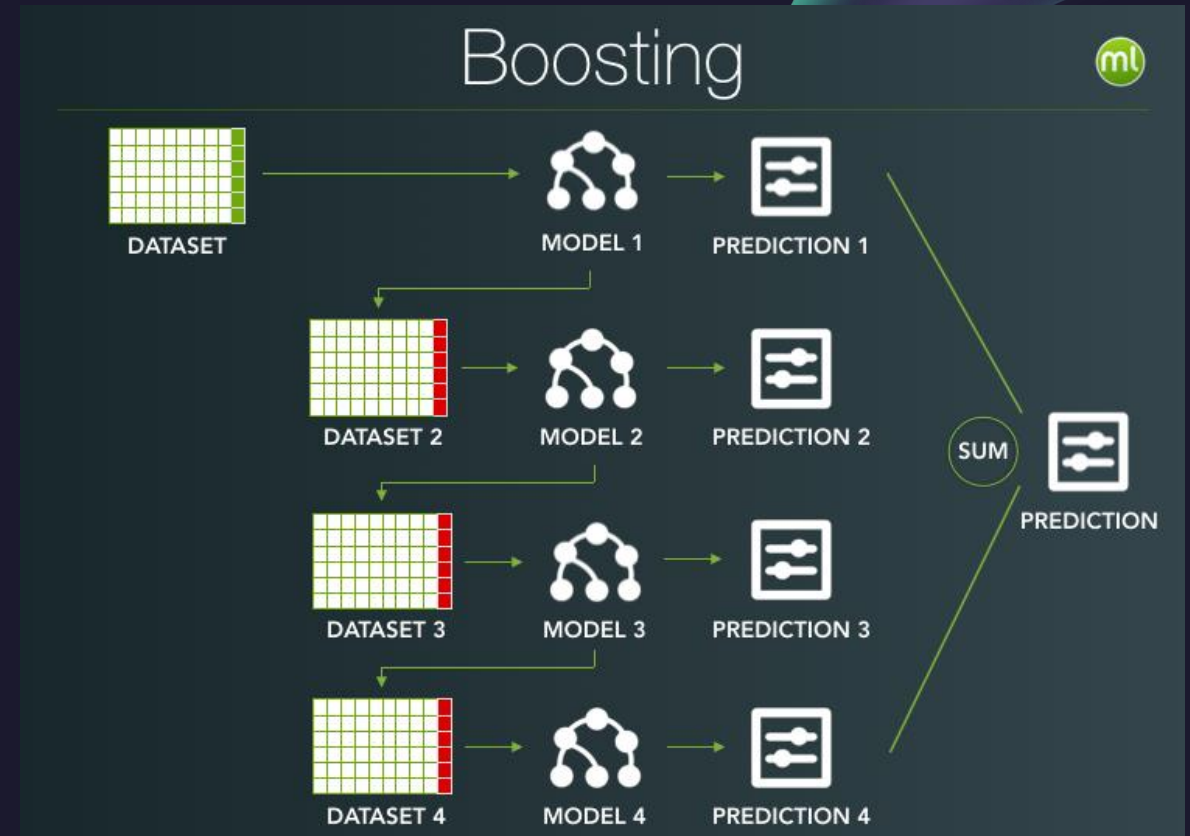 Boosting
ml
DATASET
MODEL 1
PREDICTION 1
DATASET 2
MODEL 2
PREDICTION 2
SUM
PREDICTION
DATASET 3
MODEL 3
PREDICTION 3
DATASET 4
MODEL 4
PREDICTION 4